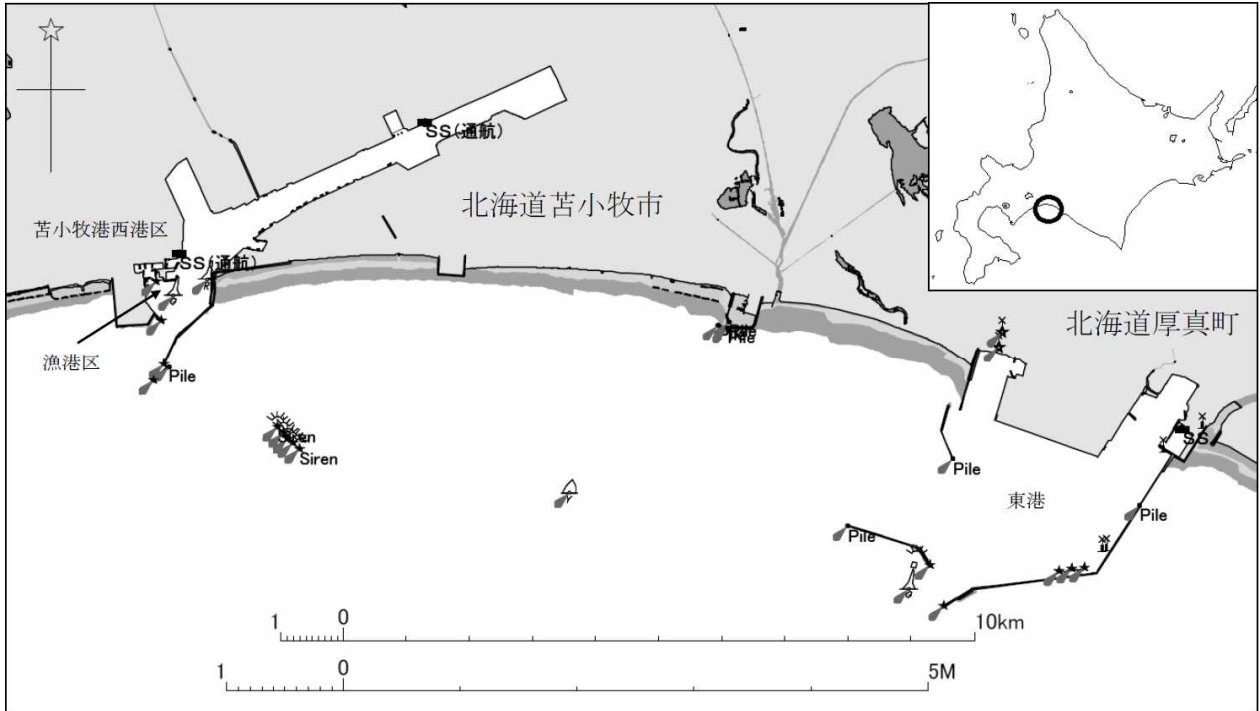 SS(通航)
北海道苫小牧市
苫小牧港西港区
SS(通航)
R
G
漁港区
Pile
Siren
Siren
Pile
北海道厚真町
Pile
SS
東港
Pile
Y
Pile
G
1 0 10km
1 0 5M